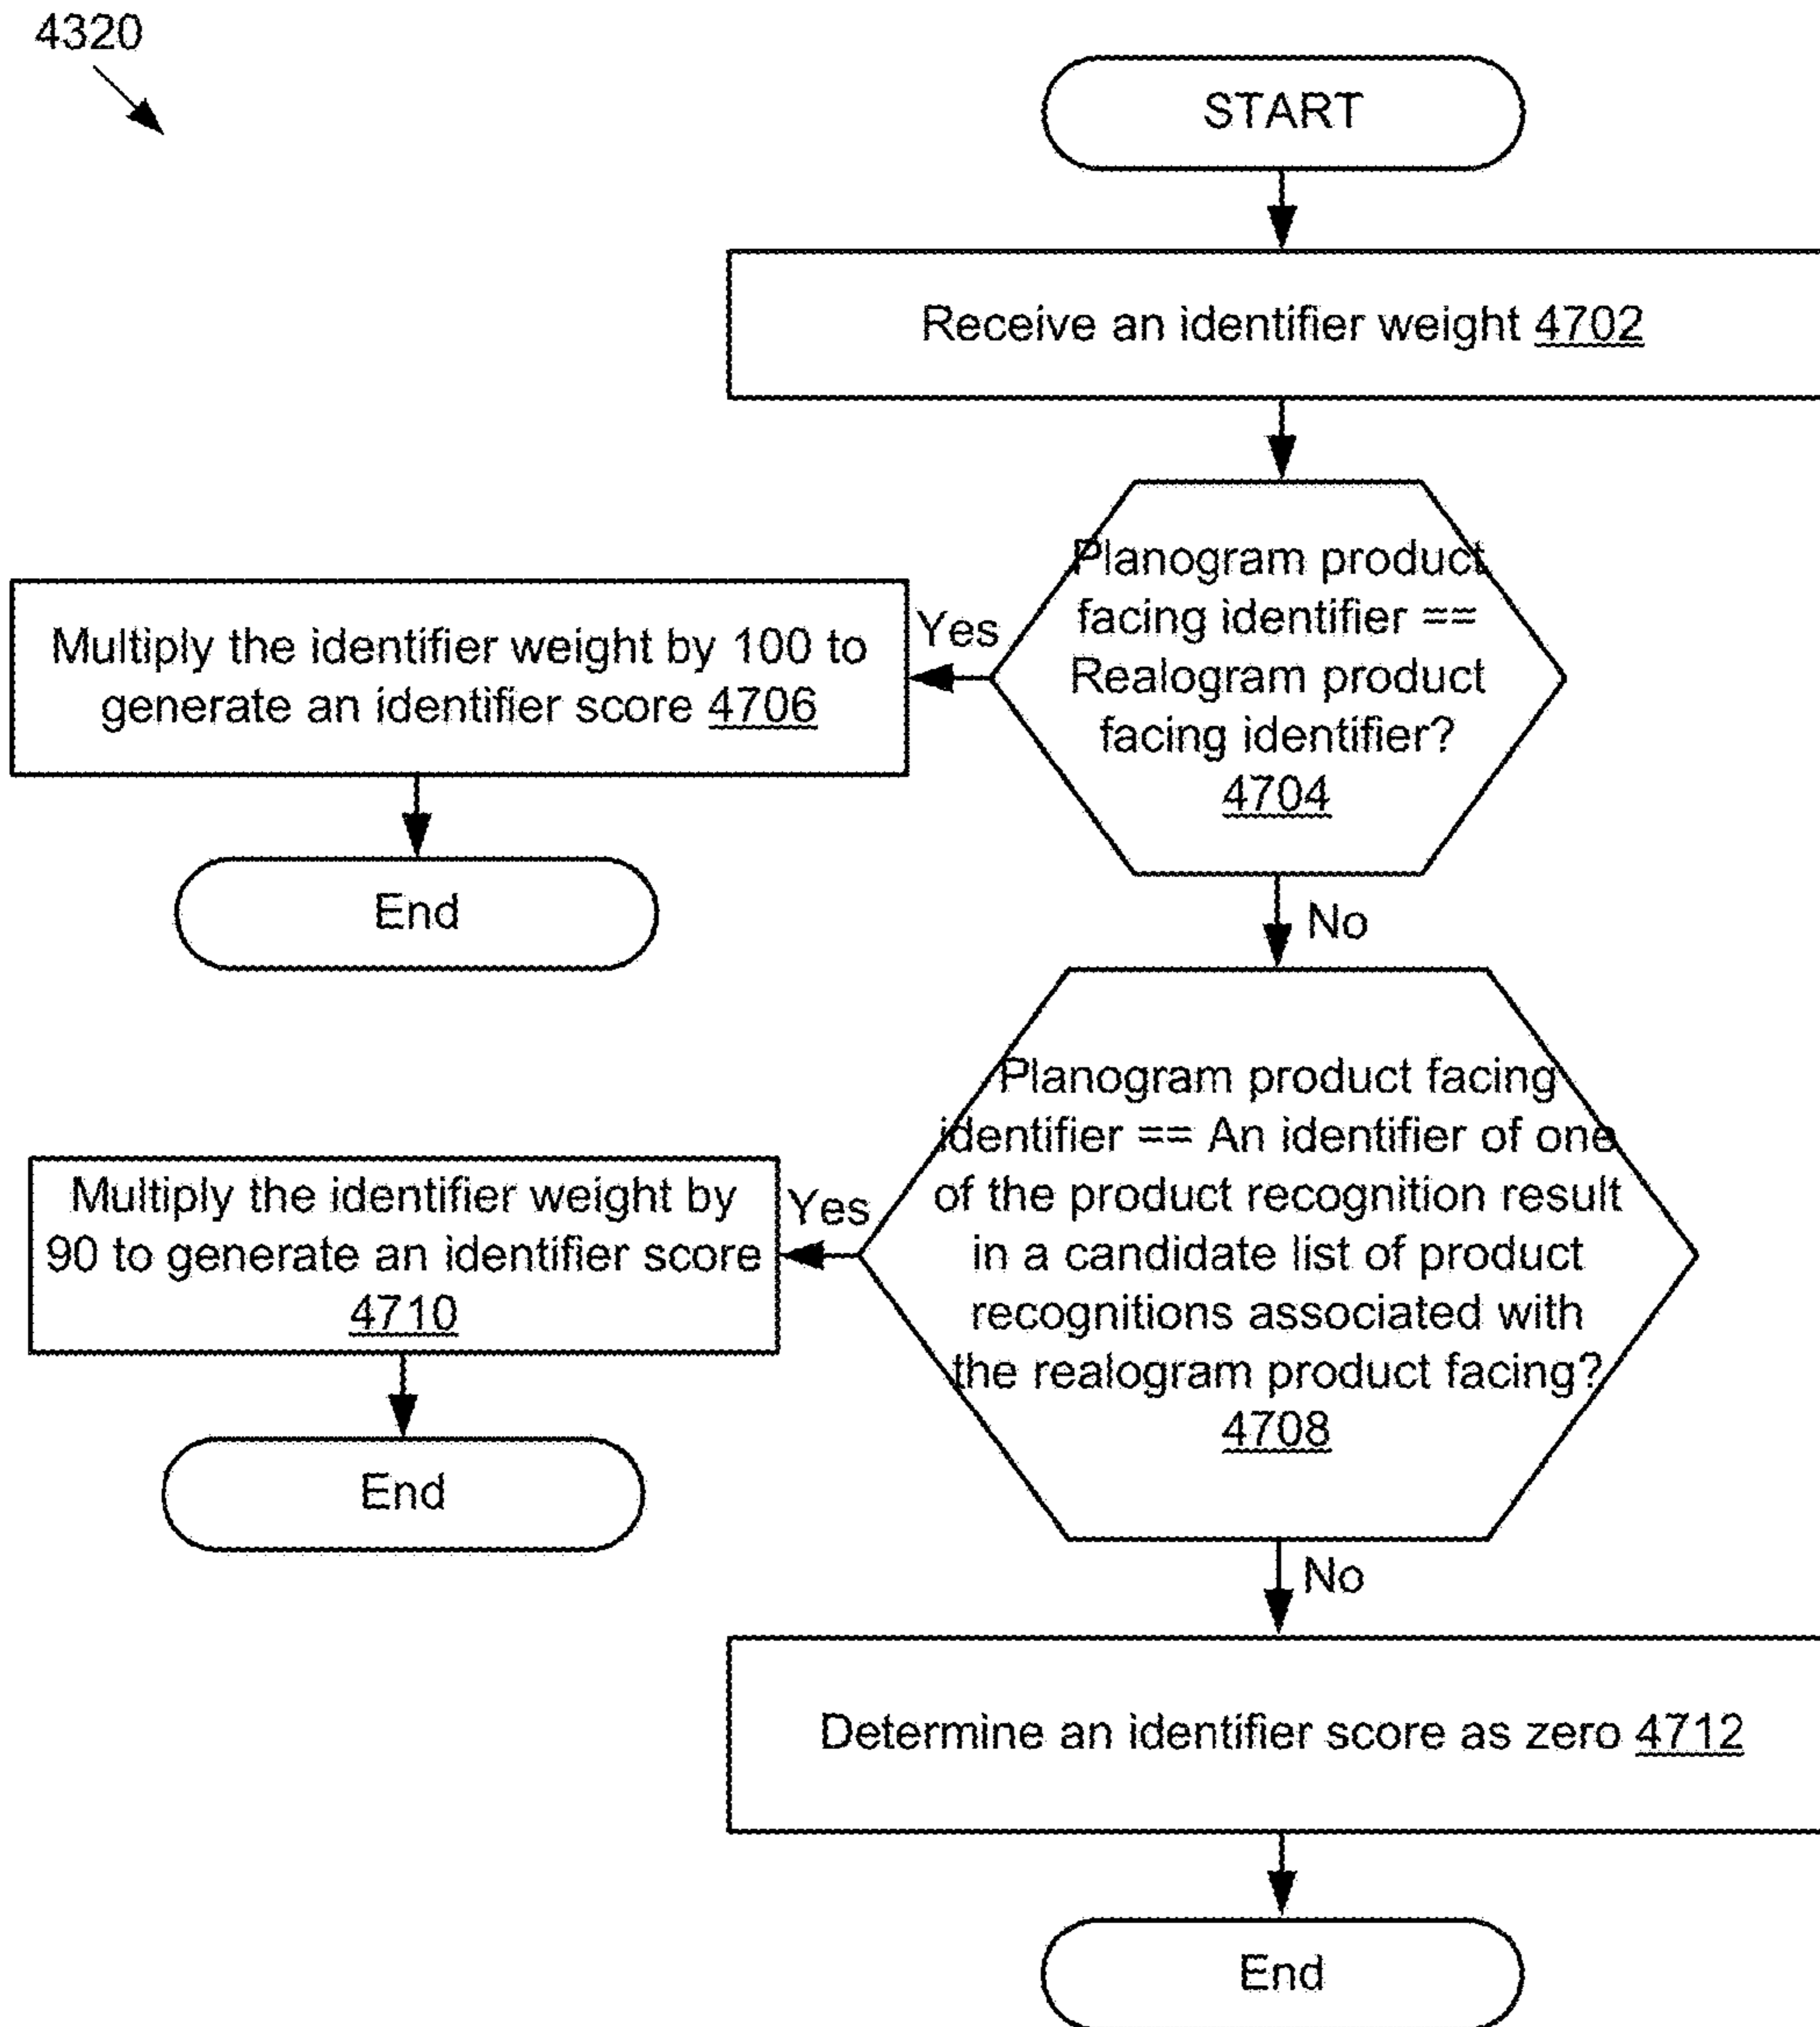 4320
START
Receive an identifier weight 4702
Planogram product
facing identifier ==
Realogram product
facing identifier?
4704
Yes
Multiply the identifier weight by 100 to
generate an identifier score 4706
End
No
Planogram product facing
identifier == An identifier of one
of the product recognition result
in a candidate list of product
recognitions associated with
the realogram product facing?
4708
Yes
Multiply the identifier weight by
90 to generate an identifier score
4710
End
No
Determine an identifier score as zero 4712
End